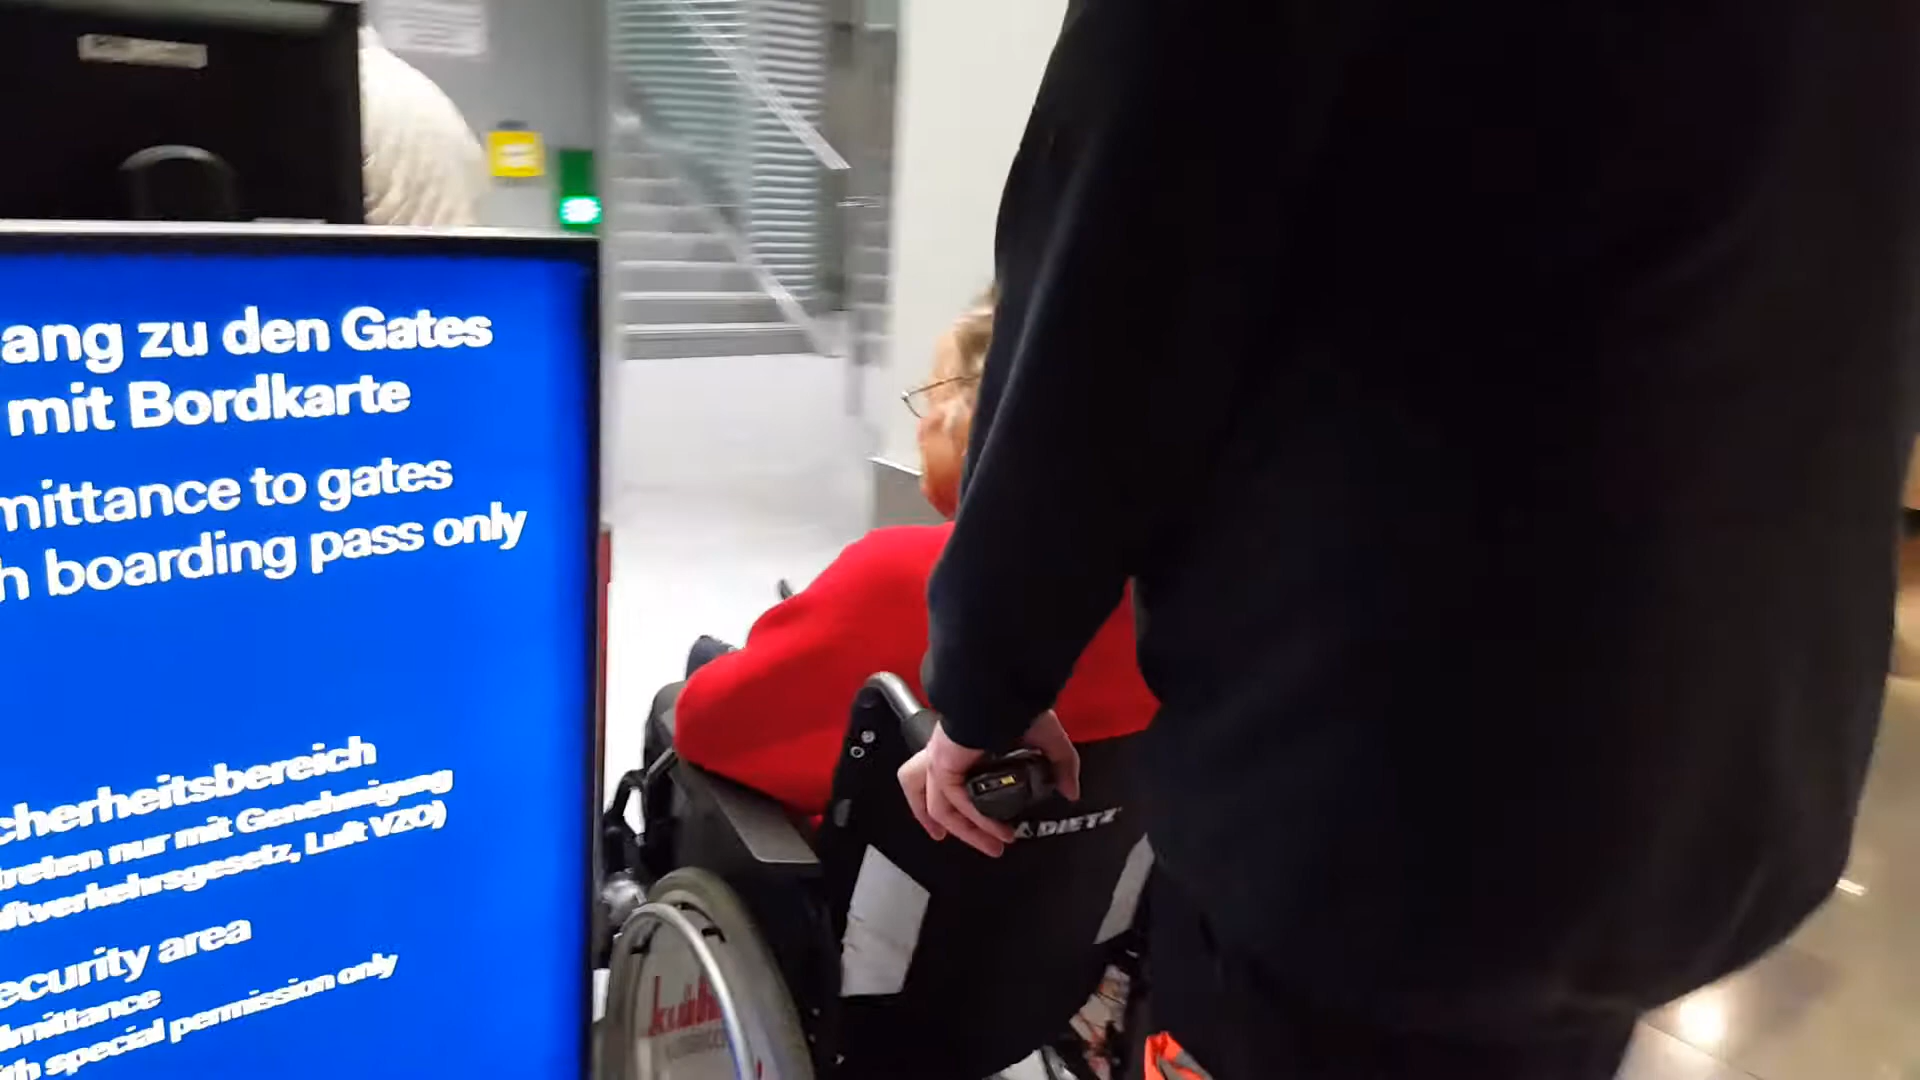 ang zu den Gates
mit Bordkarte
mittance to gates
h boarding pass only
cherheitsbereich
treten nur mit Genehmigung
ftverkehrsgesetz, Luft VZO)
ecurity area
dmittance
th special permission only
DIETZ